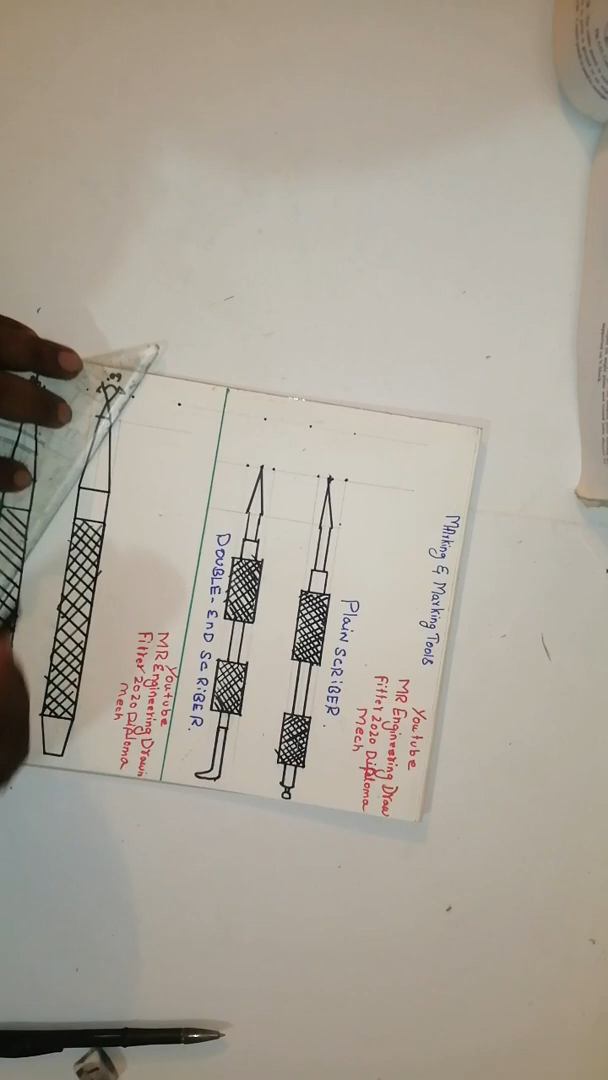 Marking & Marking Tools
Youtube
MR Engineering Draw
Fitter 2020 Diploma
Mech
Plain SCRIBER.
DOUBLE-END SCRIBER.
Youtube
MR Engineering Drawin
Fitter 2020 Diploma
Mech